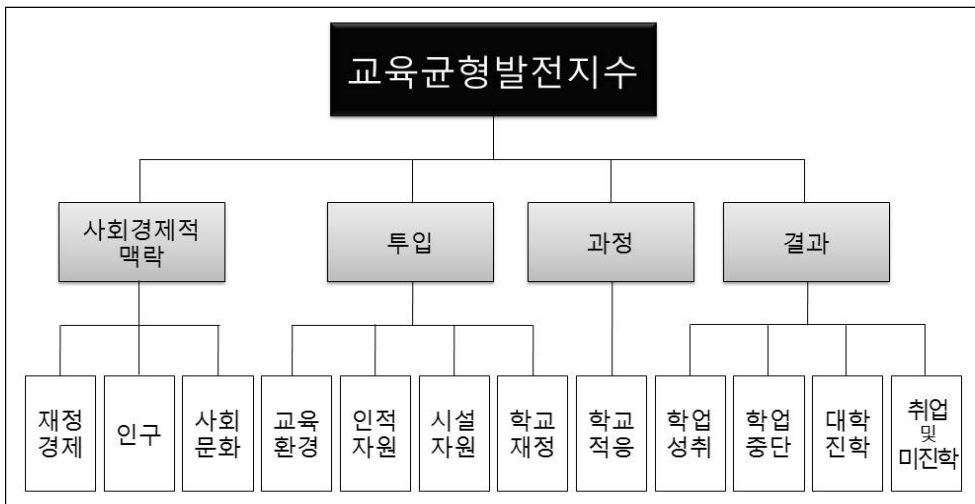 교육균형발전지수
사회경제적
맥락
투입
과정
결과
재정
경제
인구
사회
문화
교육
환경
인적
자원
시설
자원
학교
재정
학교
적응
학업
성취
학업
중단
대학
진학
취업
및
미진학